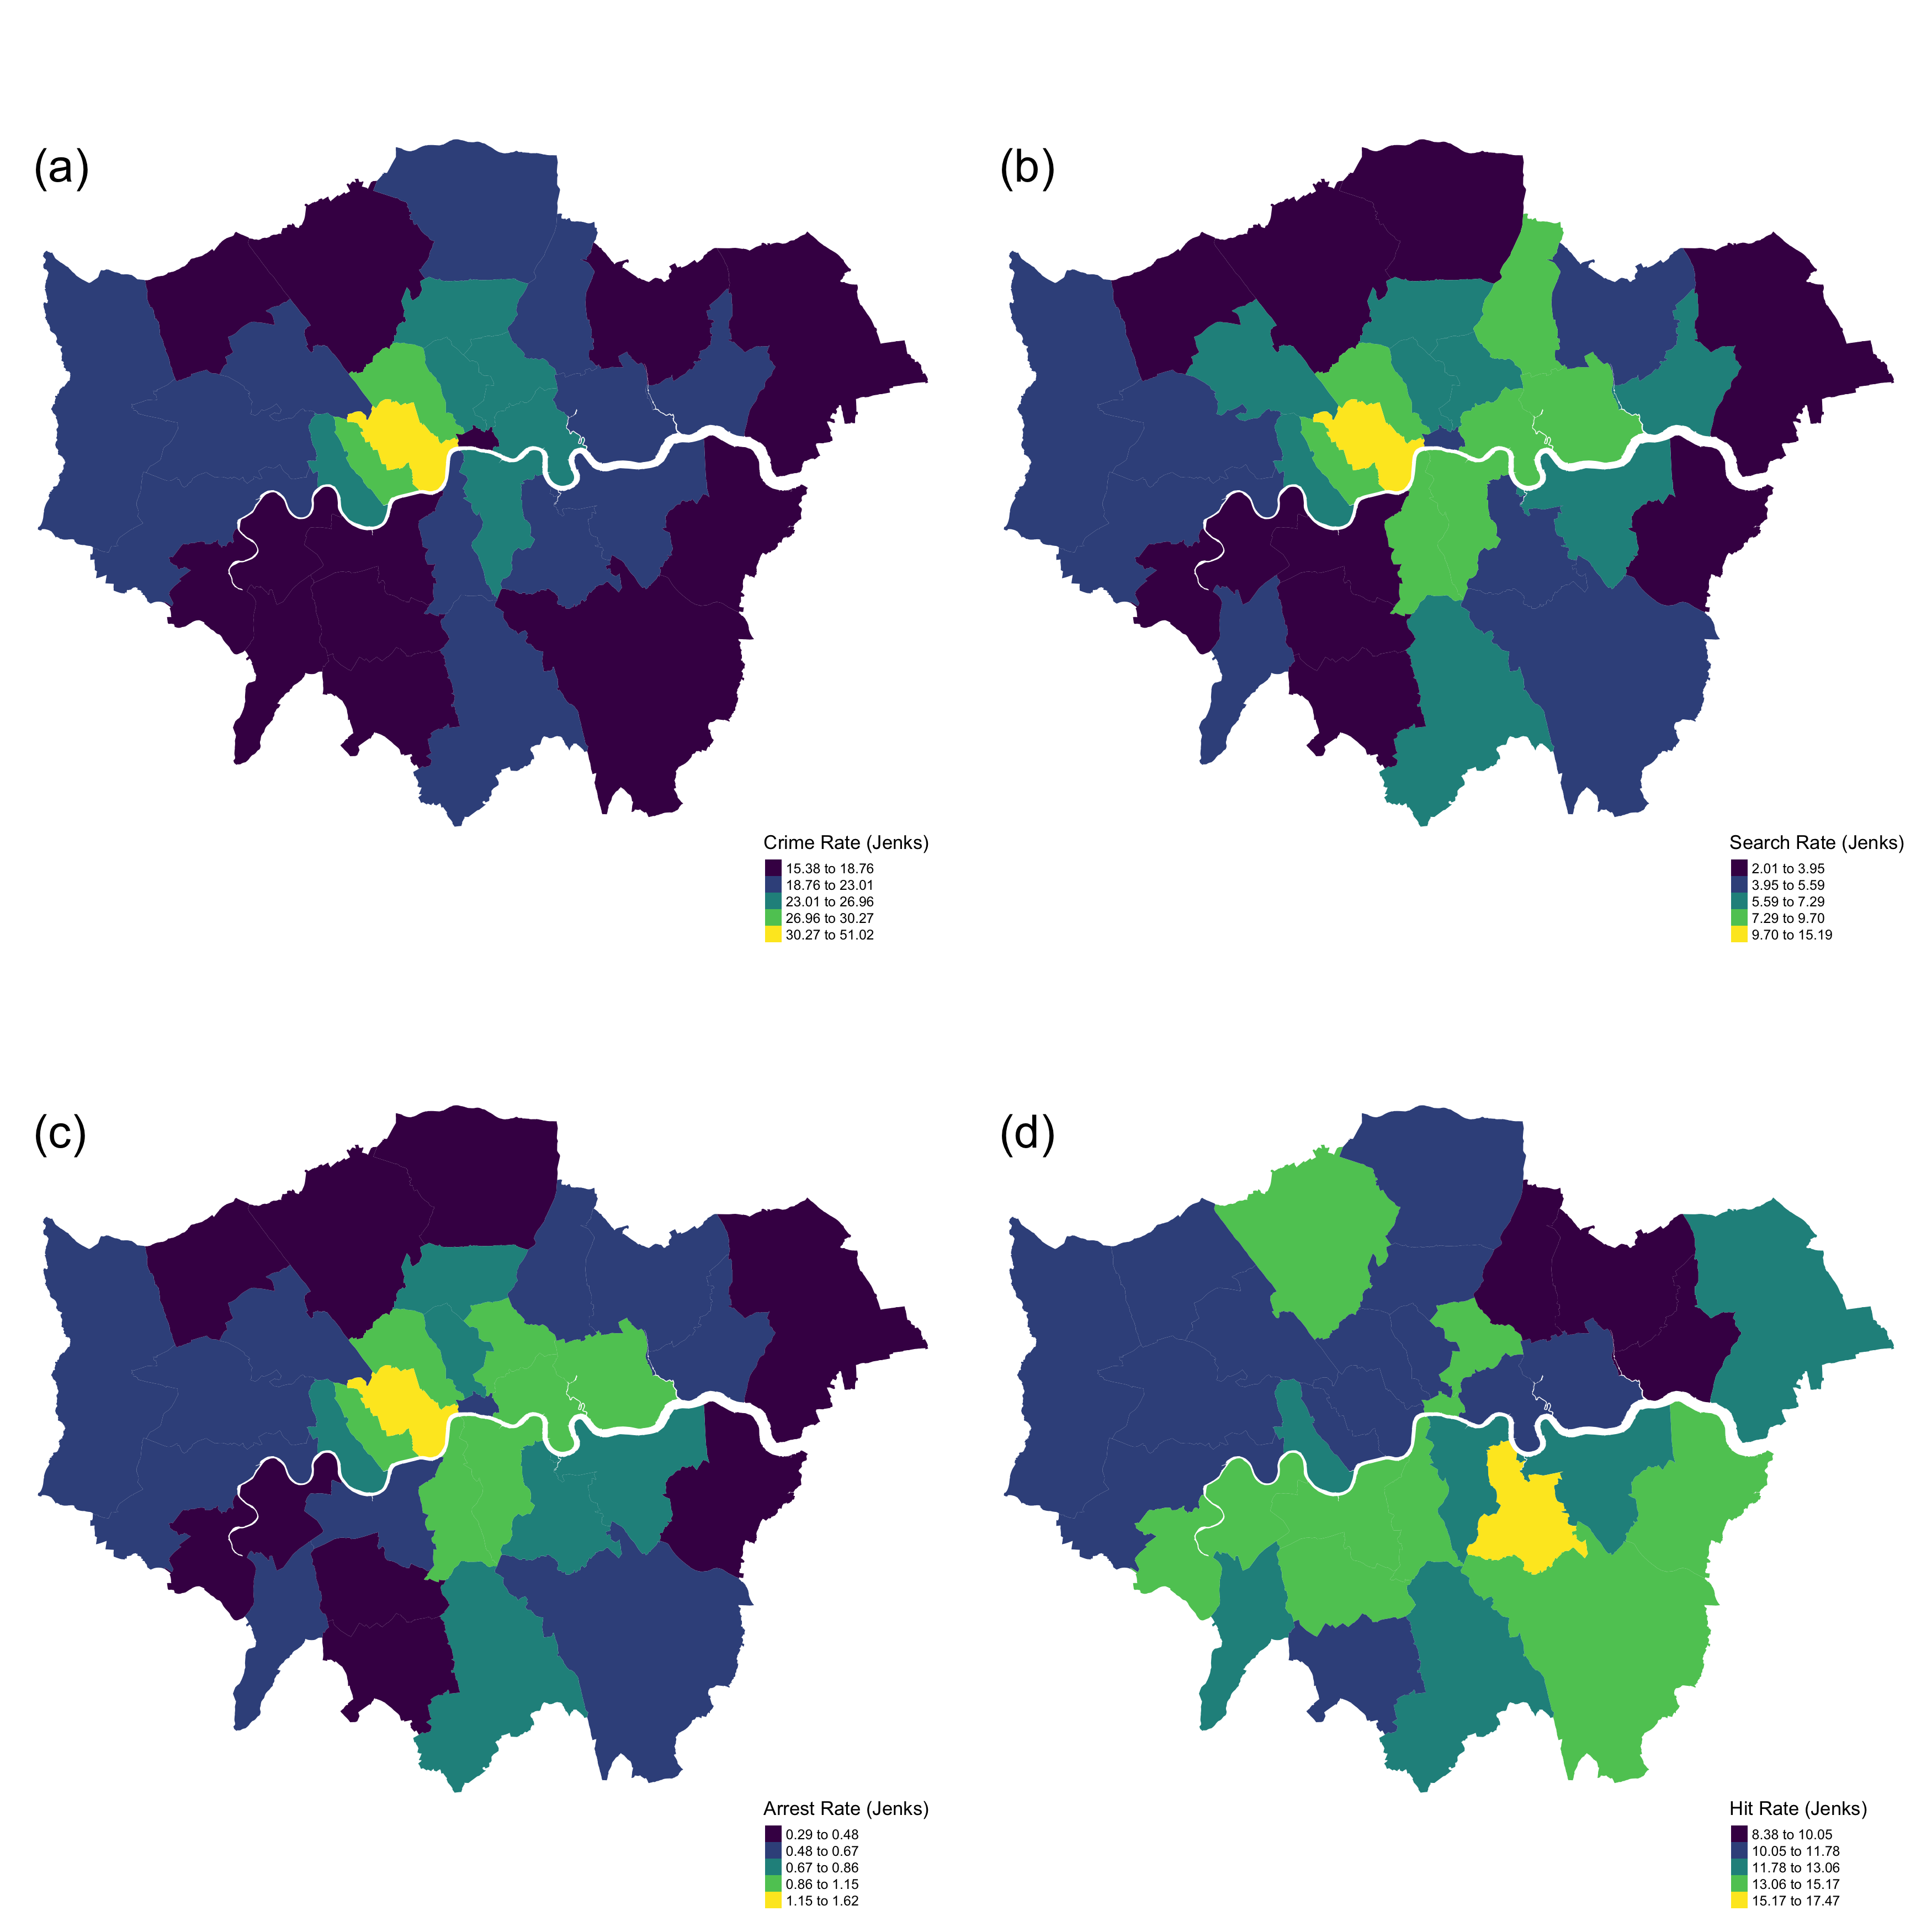 (a)
Crime Rate (Jenks)
15.38 to 18.76
18.76 to 23.01
23.01 to 26.96
26.96 to 30.27
30.27 to 51.02
(b)
Search Rate (Jenks)
2.01 to 3.95
3.95 to 5.59
5.59 to 7.29
7.29 to 9.70
9.70 to 15.19
(c)
Arrest Rate (Jenks)
0.29 to 0.48
0.48 to 0.67
0.67 to 0.86
0.86 to 1.15
1.15 to 1.62
(d)
Hit Rate (Jenks)
8.38 to 10.05
10.05 to 11.78
11.78 to 13.06
13.06 to 15.17
15.17 to 17.47